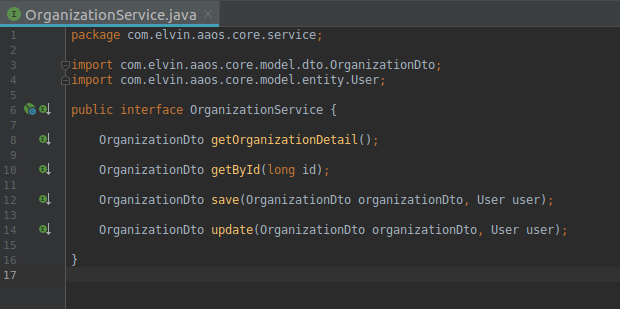 OrganizationService.java
1 package com.elvin.aaos.core.service;
2
3 import com.elvin.aaos.core.model.dto.OrganizationDto;
4 import com.elvin.aaos.core.model.entity.User;
5
6 public interface OrganizationService {
7
8 OrganizationDto getOrganizationDetail();
9
10 OrganizationDto getById(long id);
11
12 OrganizationDto save(OrganizationDto organizationDto, User user);
13
14 OrganizationDto update(OrganizationDto organizationDto, User user);
15
16 }
17